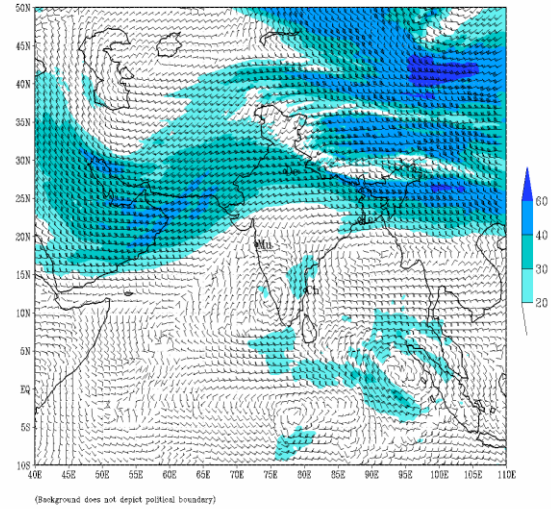 50N
45N
40N
35N
30N
25N
20N
15N
10N
5N
EQ
5S
10S
40E 45E 50E 55E 60E 65E 70E 75E 80E 85E 90E 95E 100E 105E 110E
60
40
30
20
Mu
(Background does not depict political boundary)